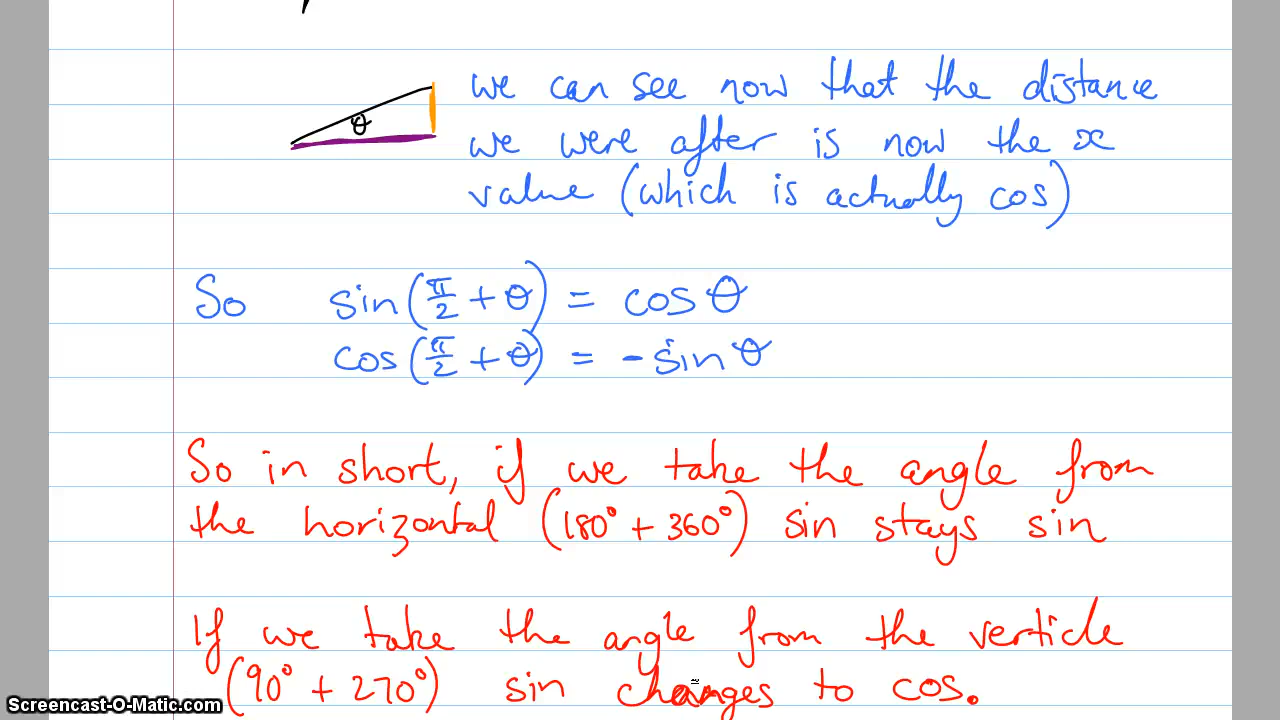 θ
we can see now that the distance
we were after is now the x
value (which is actually cos)
So sin(π/2 + θ) = cos θ
cos(π/2 + θ) = - sin θ
So in short, if we take the angle from
the horizontal (180° + 360°) sin stays sin
If we take the angle from the verticle
(90° + 270°) sin changes to cos.
Screencast-O-Matic.com